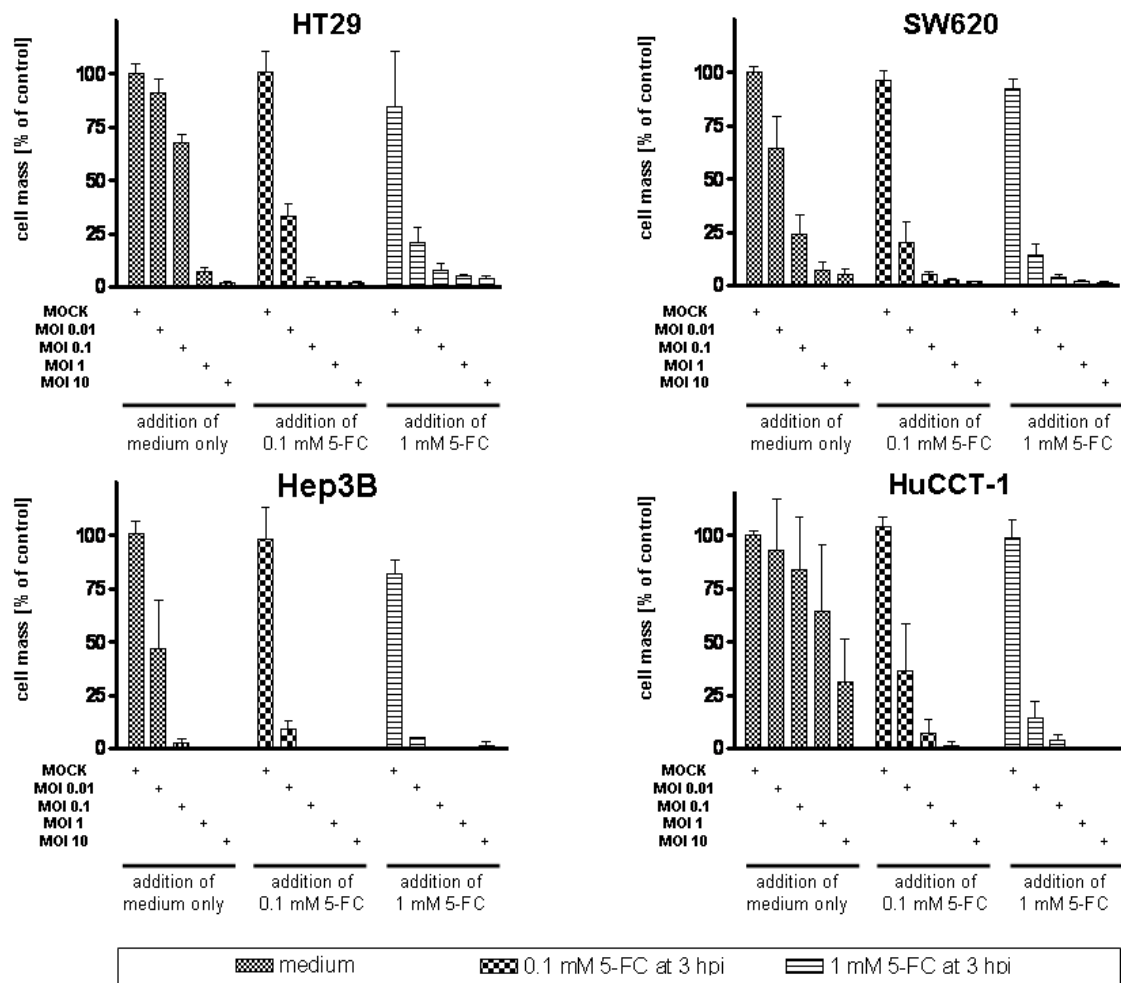 HT29
cell mass [% of control]
100
75
50
25
0
MOCK + + +
MOI 0.01 + + +
MOI 0.1 + + +
MOI 1 + + +
MOI 10 + + +
addition of medium only
addition of 0.1 mM 5-FC
addition of 1 mM 5-FC
SW620
cell mass [% of control]
100
75
50
25
0
MOCK + + +
MOI 0.01 + + +
MOI 0.1 + + +
MOI 1 + + +
MOI 10 + + +
addition of medium only
addition of 0.1 mM 5-FC
addition of 1 mM 5-FC
Hep3B
cell mass [% of control]
100
75
50
25
0
MOCK + + +
MOI 0.01 + + +
MOI 0.1 + + +
MOI 1 + + +
MOI 10 + + +
addition of medium only
addition of 0.1 mM 5-FC
addition of 1 mM 5-FC
HuCCT-1
cell mass [% of control]
100
75
50
25
0
MOCK + + +
MOI 0.01 + + +
MOI 0.1 + + +
MOI 1 + + +
MOI 10 + + +
addition of medium only
addition of 0.1 mM 5-FC
addition of 1 mM 5-FC
medium 0.1 mM 5-FC at 3 hpi 1 mM 5-FC at 3 hpi